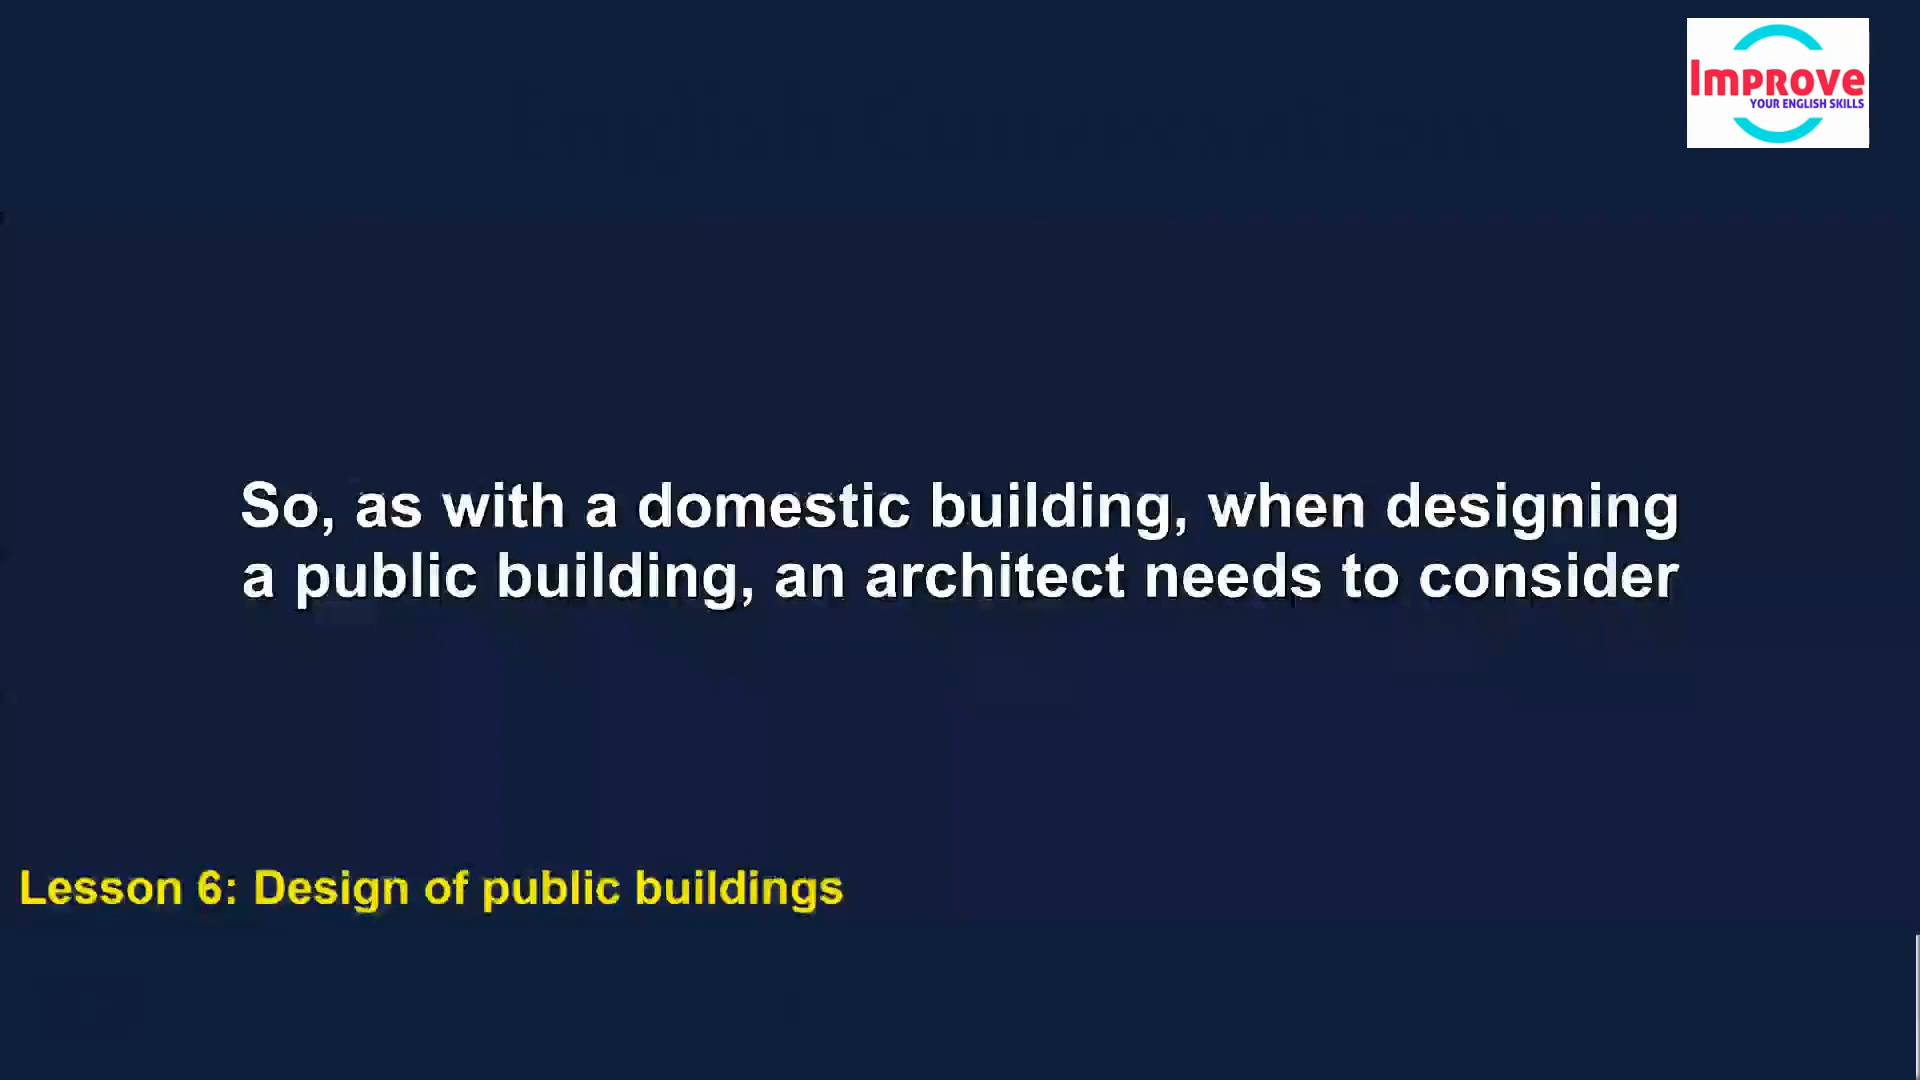 Improve
YOUR ENGLISH SKILLS
So, as with a domestic building, when designing
a public building, an architect needs to consider
Lesson 6: Design of public buildings